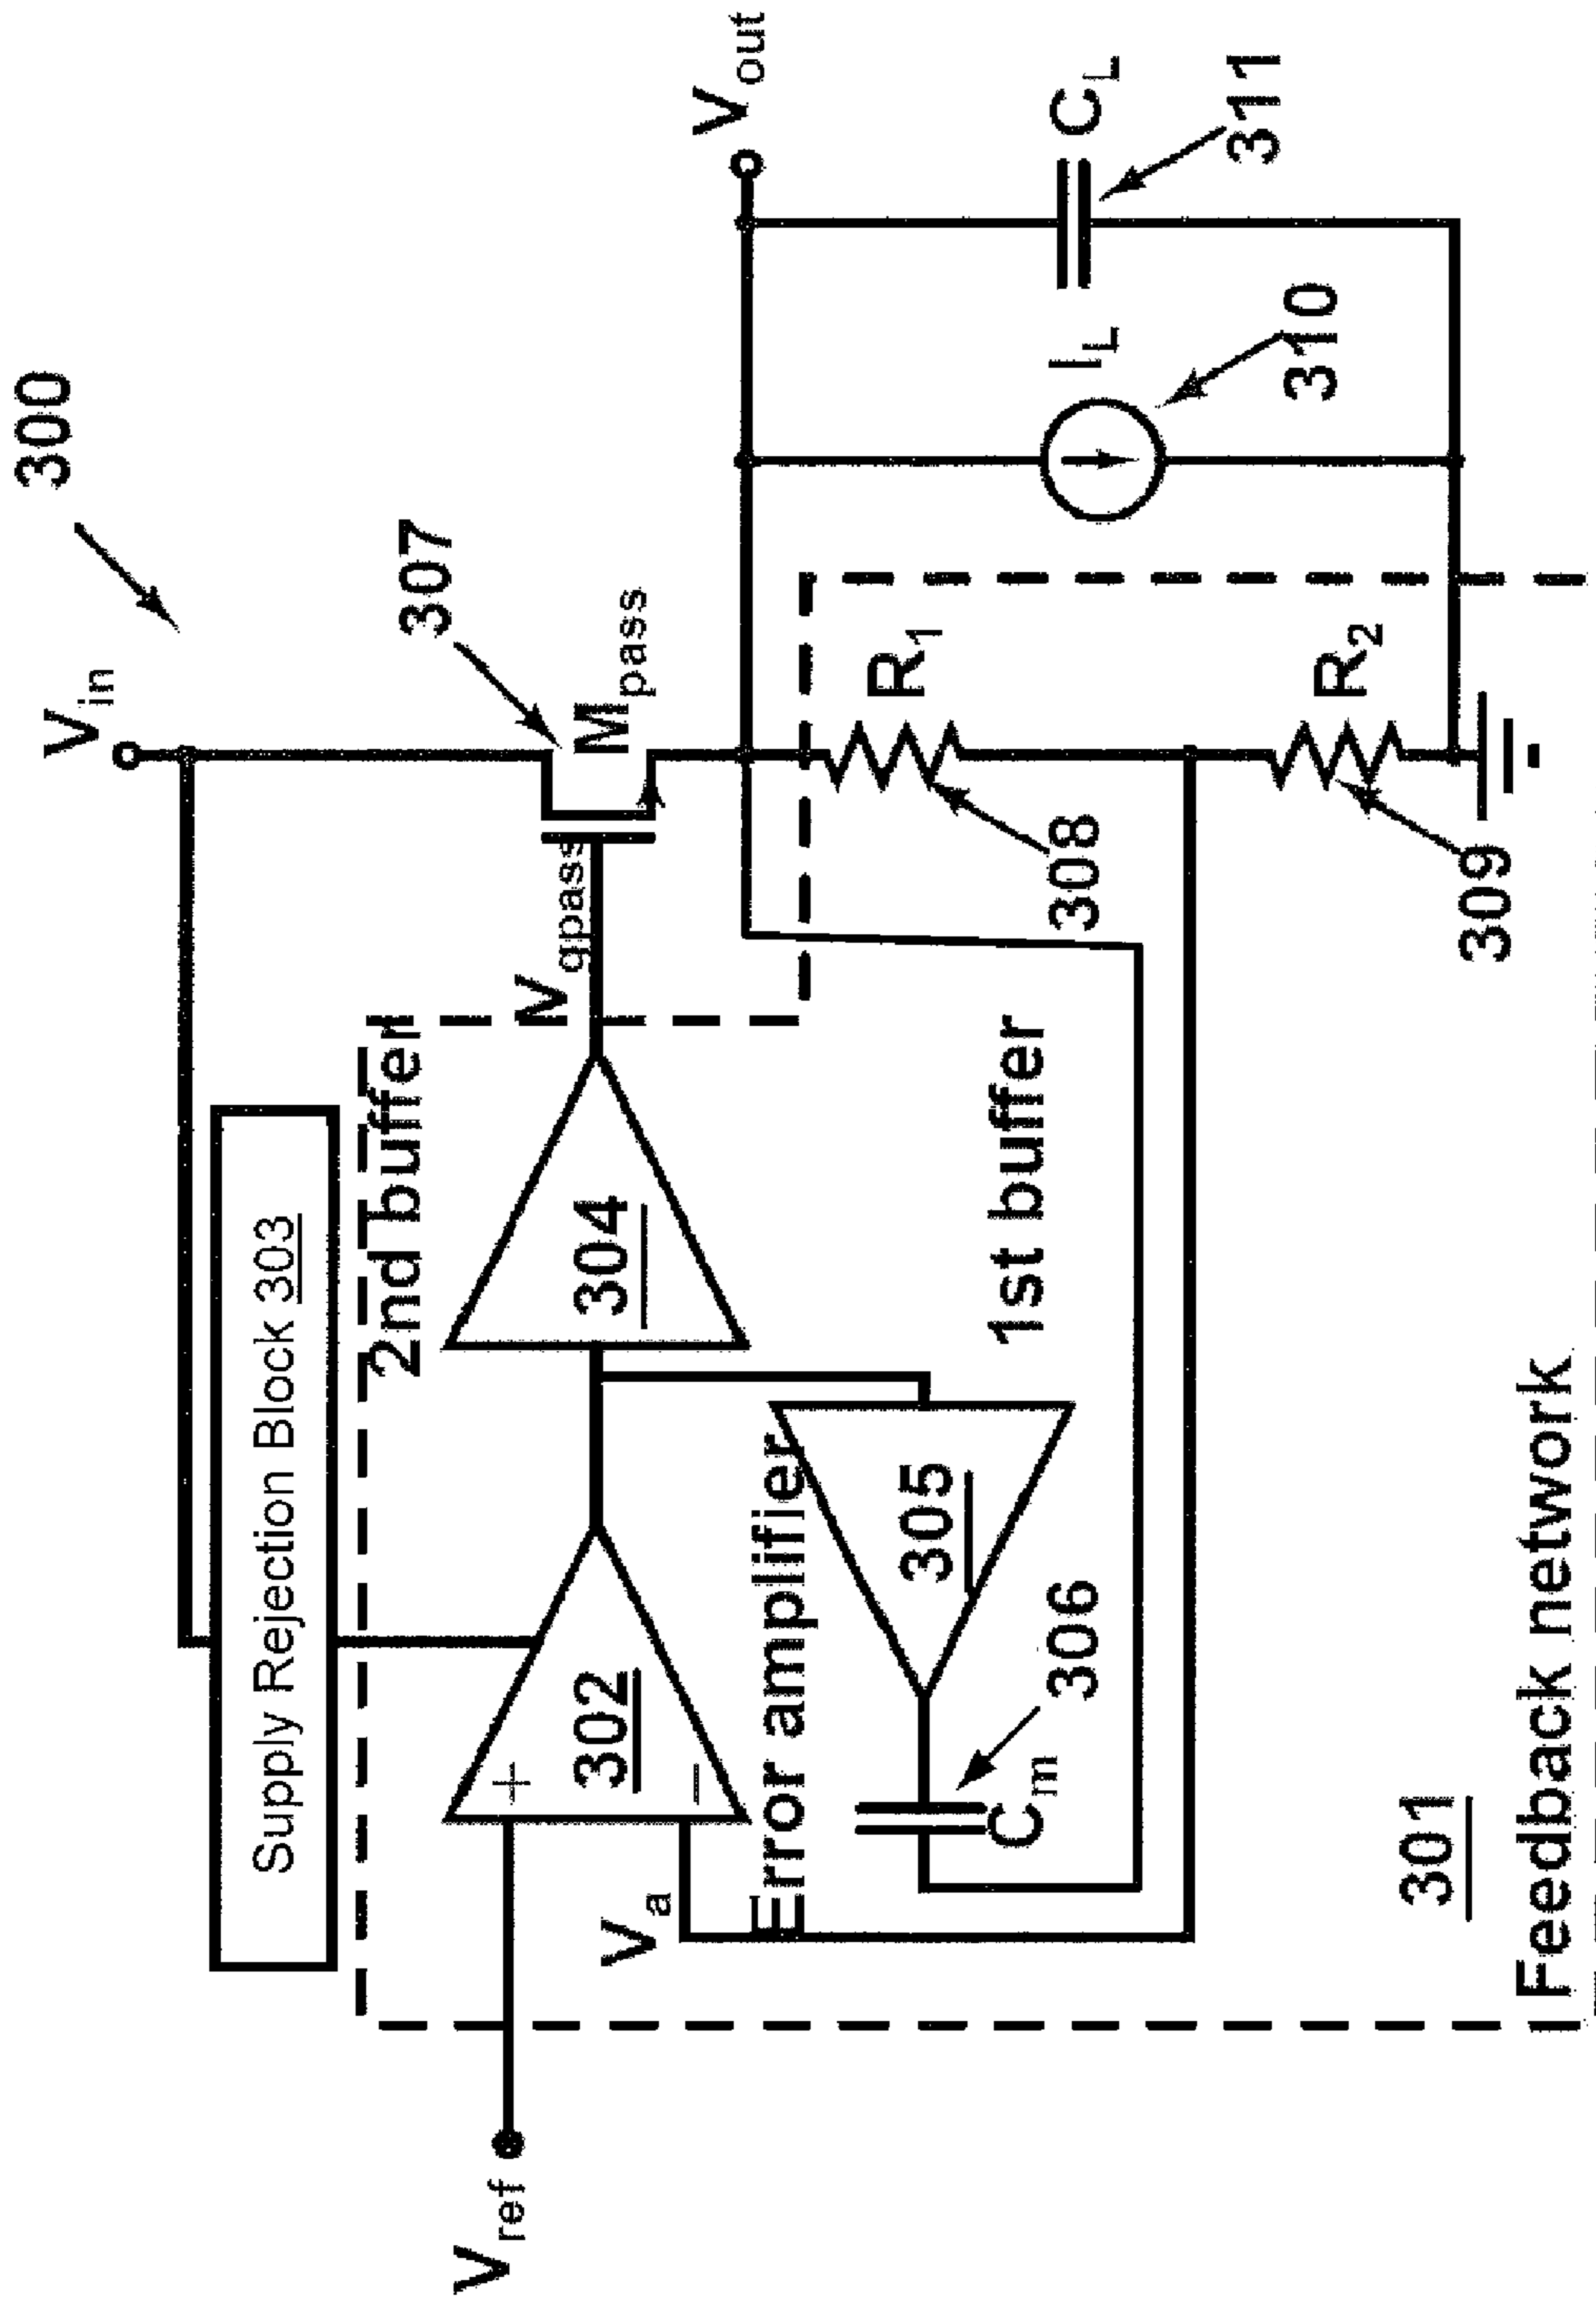 300
V_in
307
M_pass
V_out
Supply Rejection Block 303
2nd buffer
V_gpass
304
302
+
−
V_ref
V_a
Error amplifier
305
1st buffer
C_m
306
R_1
308
R_2
309
I_L
310
C_L
311
301
Feedback network